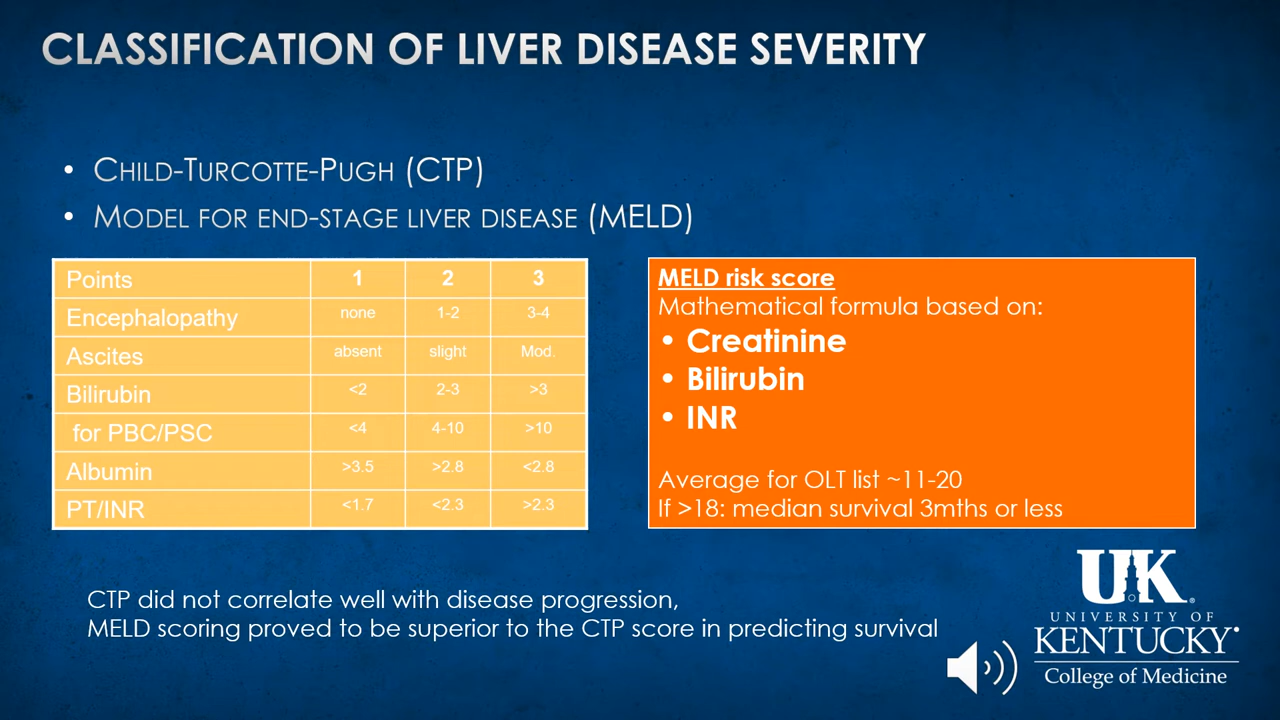 CLASSIFICATION OF LIVER DISEASE SEVERITY
• CHILD-TURCOTTE-PUGH (CTP)
• MODEL FOR END-STAGE LIVER DISEASE (MELD)
Points 1 2 3
Encephalopathy none 1-2 3-4
Ascites absent slight Mod.
Bilirubin <2 2-3 >3
for PBC/PSC <4 4-10 >10
Albumin >3.5 >2.8 <2.8
PT/INR <1.7 <2.3 >2.3
MELD risk score
Mathematical formula based on:
• Creatinine
• Bilirubin
• INR
Average for OLT list ~11-20
If >18: median survival 3mths or less
CTP did not correlate well with disease progression,
MELD scoring proved to be superior to the CTP score in predicting survival
UK
UNIVERSITY OF
KENTUCKY
College of Medicine